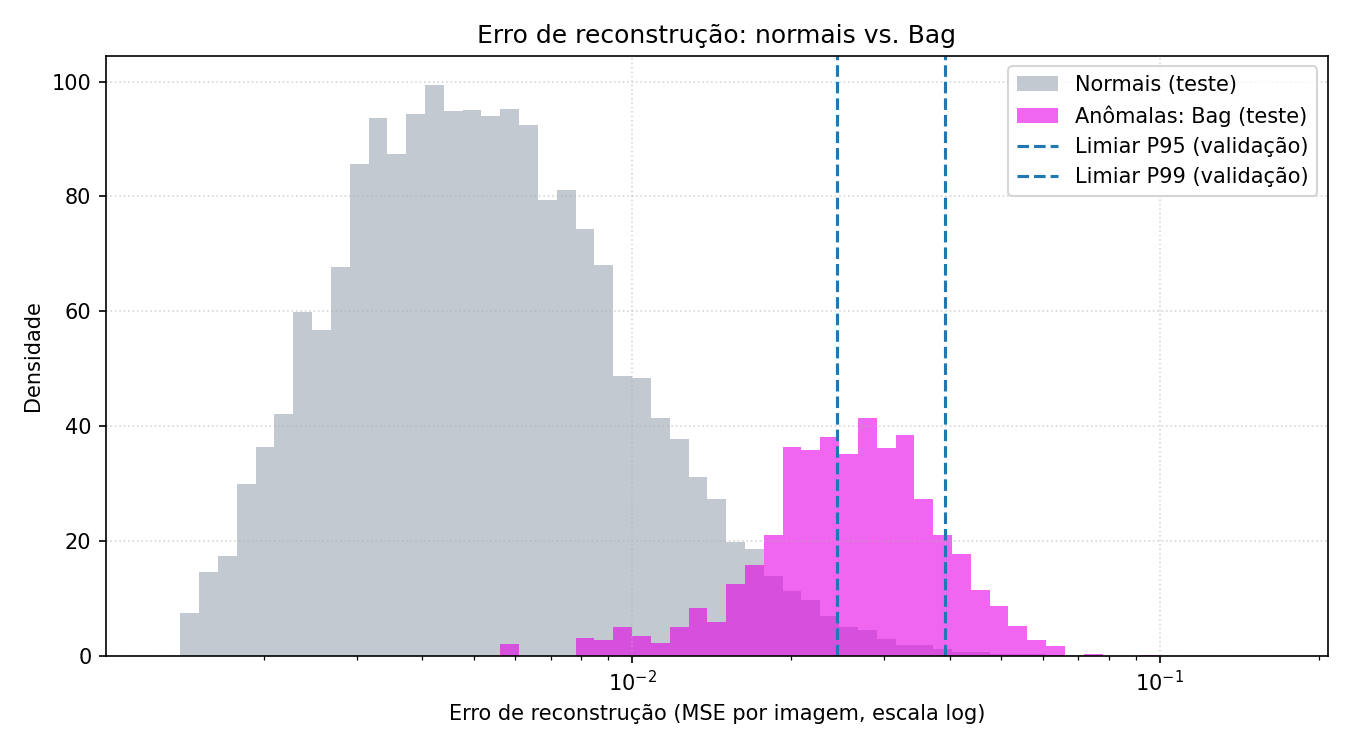 Erro de reconstrução: normais vs. Bag
Normais (teste)
Anômalas: Bag (teste)
Limiar P95 (validação)
Limiar P99 (validação)
Densidade
100
80
60
40
20
0
10⁻²
10⁻¹
Erro de reconstrução (MSE por imagem, escala log)